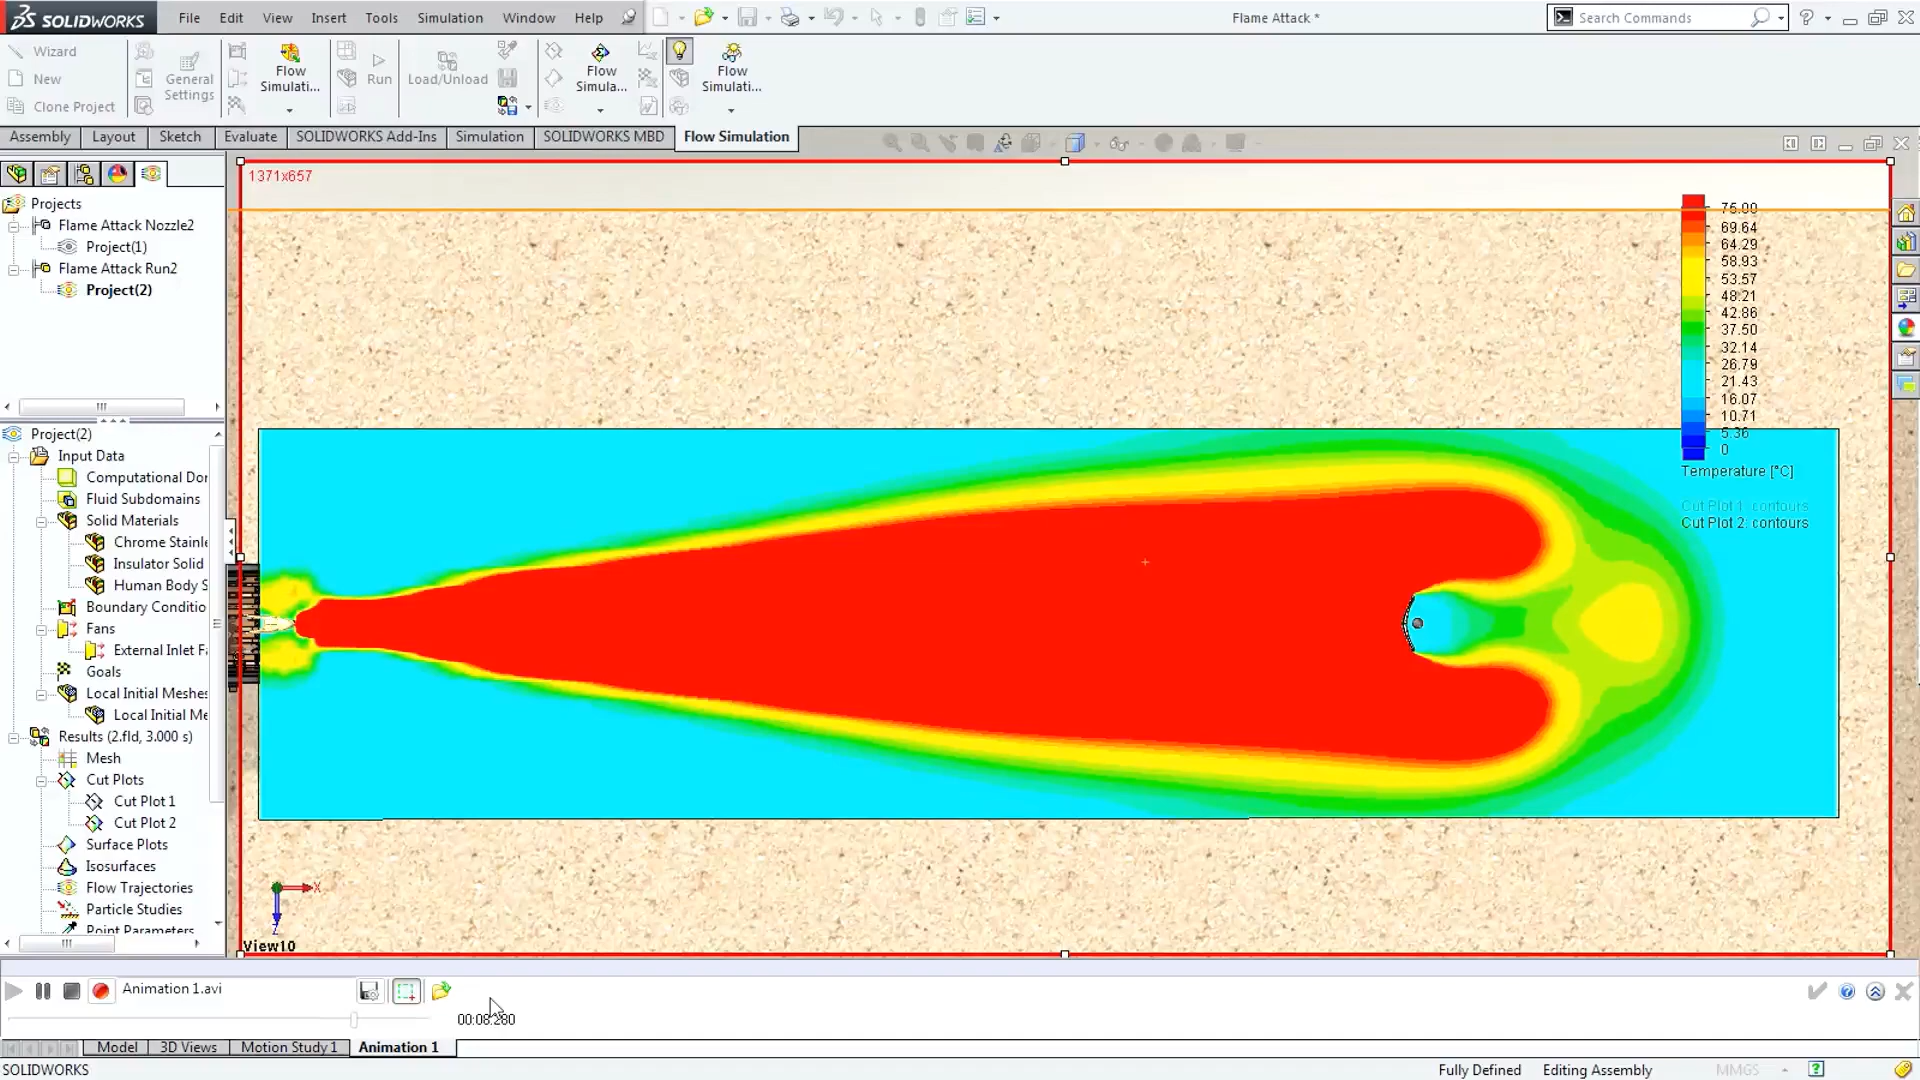 SOLIDWORKS File Edit View Insert Tools Simulation Window Help Flame Attack * Search Commands
Wizard
New
Clone Project
General Settings
Flow Simulati...
Run
Load/Unload
Flow Simula...
Flow Simulati...
Assembly Layout Sketch Evaluate SOLIDWORKS Add-Ins Simulation SOLIDWORKS MBD Flow Simulation
1371x657
Projects
Flame Attack Nozzle2
Project(1)
Flame Attack Run2
Project(2)
Project(2)
Input Data
Computational Dor
Fluid Subdomains
Solid Materials
Chrome Stainle
Insulator Solid
Human Body S
Boundary Conditio
Fans
External Inlet F
Goals
Local Initial Meshes
Local Initial Me
Results (2.fld, 3.000 s)
Mesh
Cut Plots
Cut Plot 1
Cut Plot 2
Surface Plots
Isosurfaces
Flow Trajectories
Particle Studies
Point Parameters
75.00
69.64
64.29
58.93
53.57
48.21
42.86
37.50
32.14
26.79
21.43
16.07
10.71
5.36
0
Temperature [°C]
Cut Plot 1: contours
Cut Plot 2: contours
X
Z
View10
Animation 1.avi
00:08:280
Model 3D Views Motion Study 1 Animation 1
SOLIDWORKS Fully Defined Editing Assembly MMGS